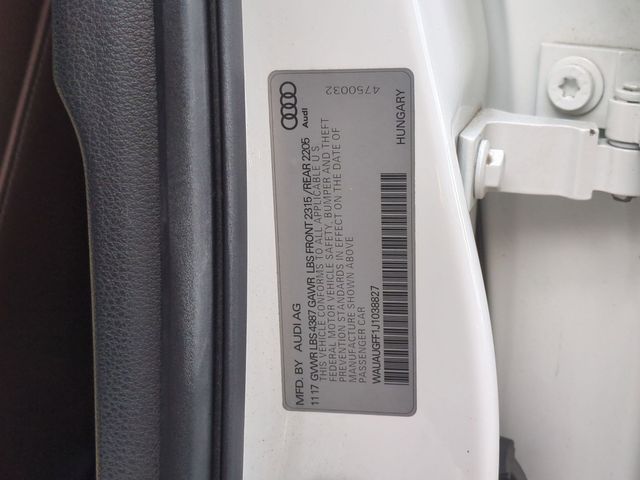 Audi
4750032
MFD. BY AUDI AG
11 17 GVWR LBS 4387 GAWR LBS FRONT 2315 / REAR 2205
THIS VEHICLE CONFORMS TO ALL APPLICABLE U S
FEDERAL MOTOR VEHICLE SAFETY, BUMPER AND THEFT
PREVENTION STANDARDS IN EFFECT ON THE DATE OF
MANUFACTURE SHOWN ABOVE
PASSENGER CAR
WAUAUGFF1J1038827
HUNGARY